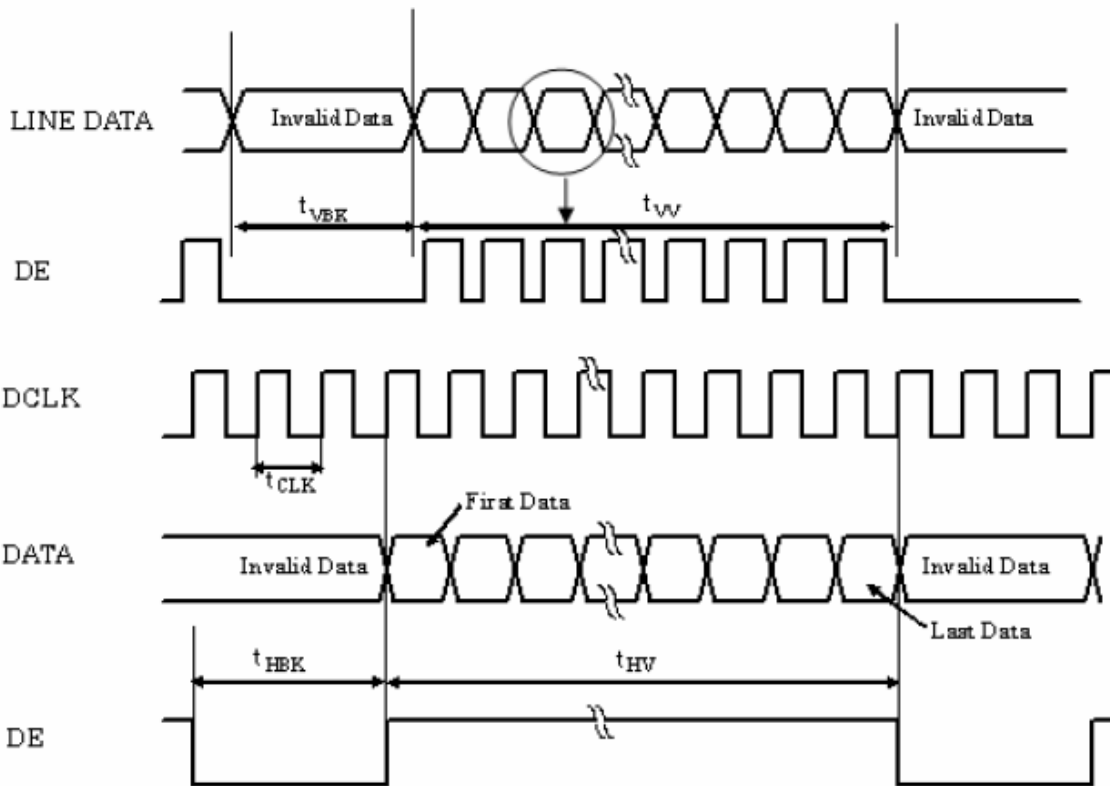 LINE DATA
Invalid Data
Invalid Data
tVBK
tVV
DE
DCLK
tCLK
First Data
DATA
Invalid Data
Invalid Data
Last Data
tHBK
tHV
DE